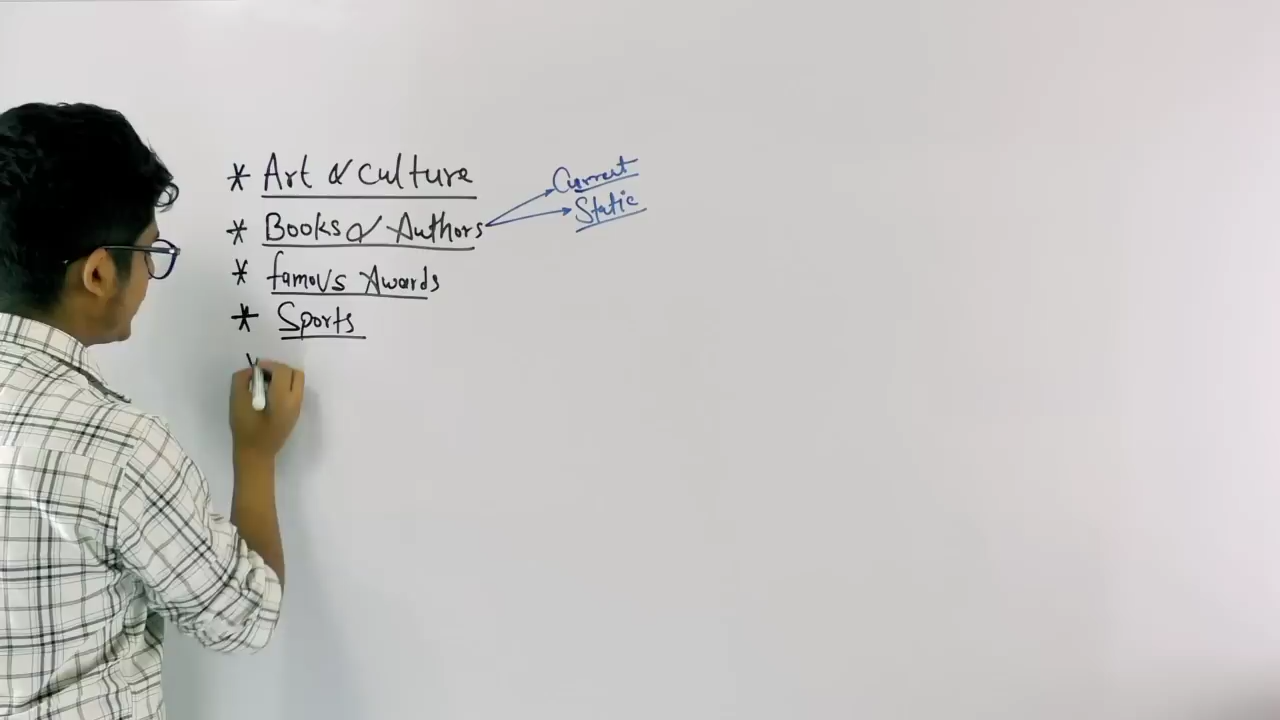 * Art & Culture
* Books & Authors
Current
Static
* famous Awards
* Sports